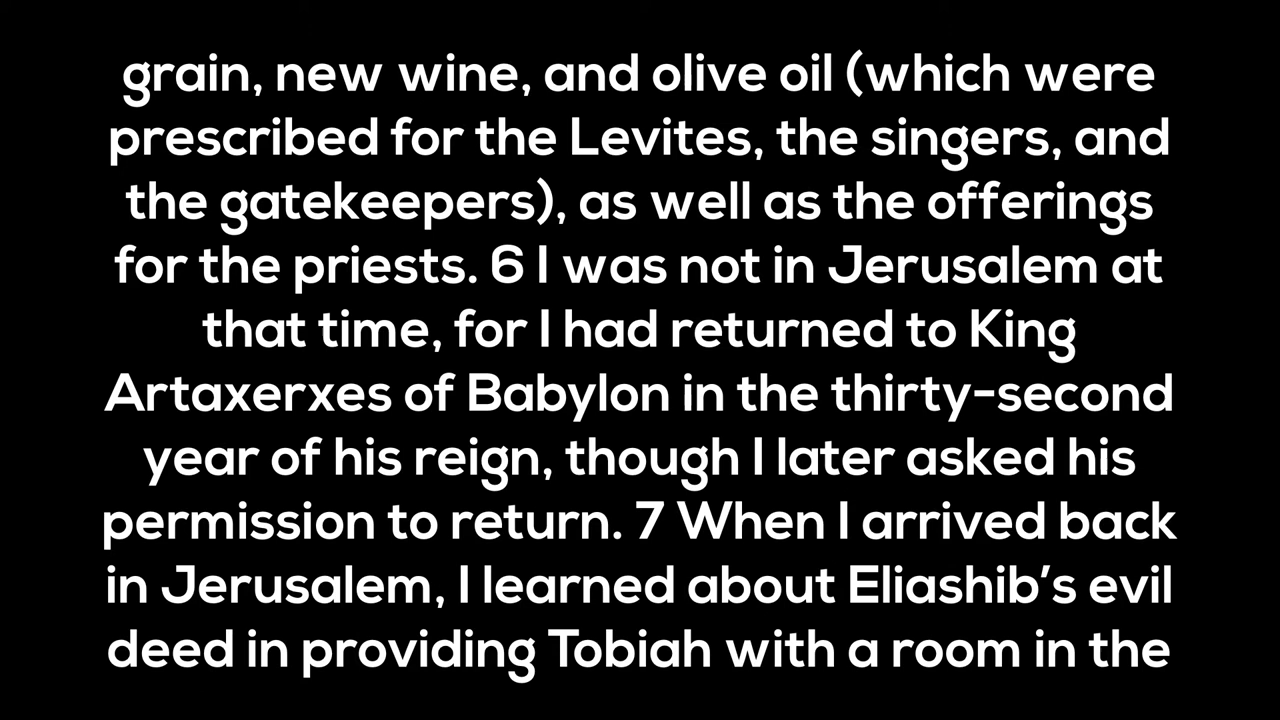 grain, new wine, and olive oil (which were
prescribed for the Levites, the singers, and
the gatekeepers), as well as the offerings
for the priests. 6 I was not in Jerusalem at
that time, for I had returned to King
Artaxerxes of Babylon in the thirty-second
year of his reign, though I later asked his
permission to return. 7 When I arrived back
in Jerusalem, I learned about Eliashib’s evil
deed in providing Tobiah with a room in the